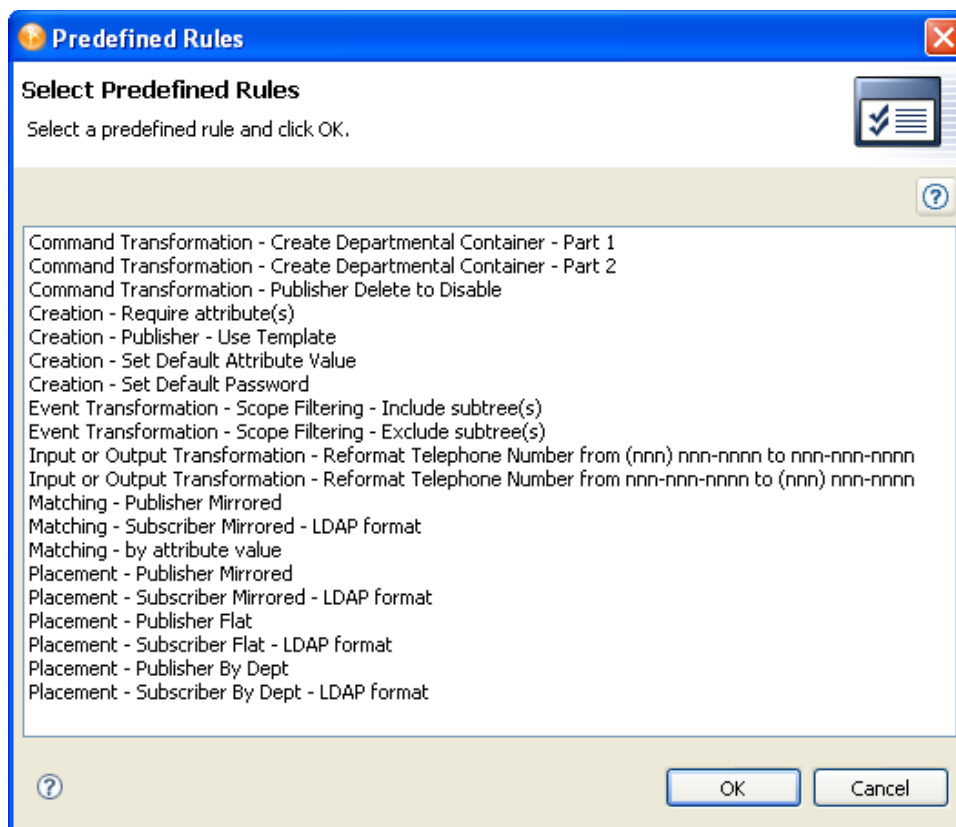 Predefined Rules
Select Predefined Rules
Select a predefined rule and click OK.
Command Transformation - Create Departmental Container - Part 1
Command Transformation - Create Departmental Container - Part 2
Command Transformation - Publisher Delete to Disable
Creation - Require attribute(s)
Creation - Publisher - Use Template
Creation - Set Default Attribute Value
Creation - Set Default Password
Event Transformation - Scope Filtering - Include subtree(s)
Event Transformation - Scope Filtering - Exclude subtree(s)
Input or Output Transformation - Reformat Telephone Number from (nnn) nnn-nnnn to nnn-nnn-nnnn
Input or Output Transformation - Reformat Telephone Number from nnn-nnn-nnnn to (nnn) nnn-nnnn
Matching - Publisher Mirrored
Matching - Subscriber Mirrored - LDAP format
Matching - by attribute value
Placement - Publisher Mirrored
Placement - Subscriber Mirrored - LDAP format
Placement - Publisher Flat
Placement - Subscriber Flat - LDAP format
Placement - Publisher By Dept
Placement - Subscriber By Dept - LDAP format
OK
Cancel